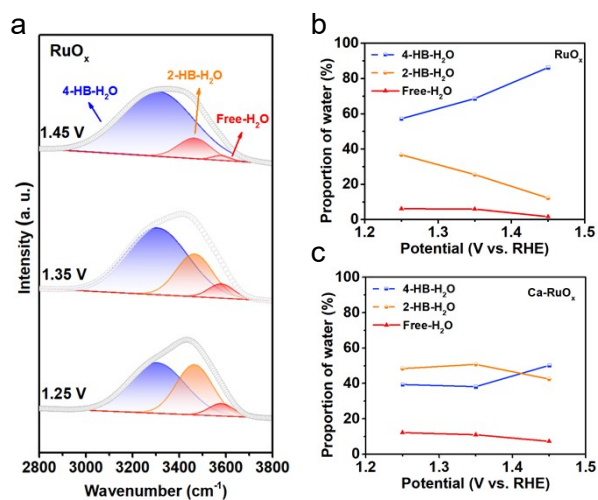 a
RuOₓ
4-HB-H₂O
2-HB-H₂O
Free-H₂O
1.45 V
1.35 V
1.25 V
Intensity (a. u.)
2800 3000 3200 3400 3600 3800
Wavenumber (cm⁻¹)
b
100
80
60
40
20
0
Proportion of water (%)
4-HB-H₂O
2-HB-H₂O
Free-H₂O
RuOₓ
1.2 1.3 1.4 1.5
Potential (V vs. RHE)
c
100
80
60
40
20
0
Proportion of water (%)
4-HB-H₂O
2-HB-H₂O
Free-H₂O
Ca-RuOₓ
1.2 1.3 1.4 1.5
Potential (V vs. RHE)